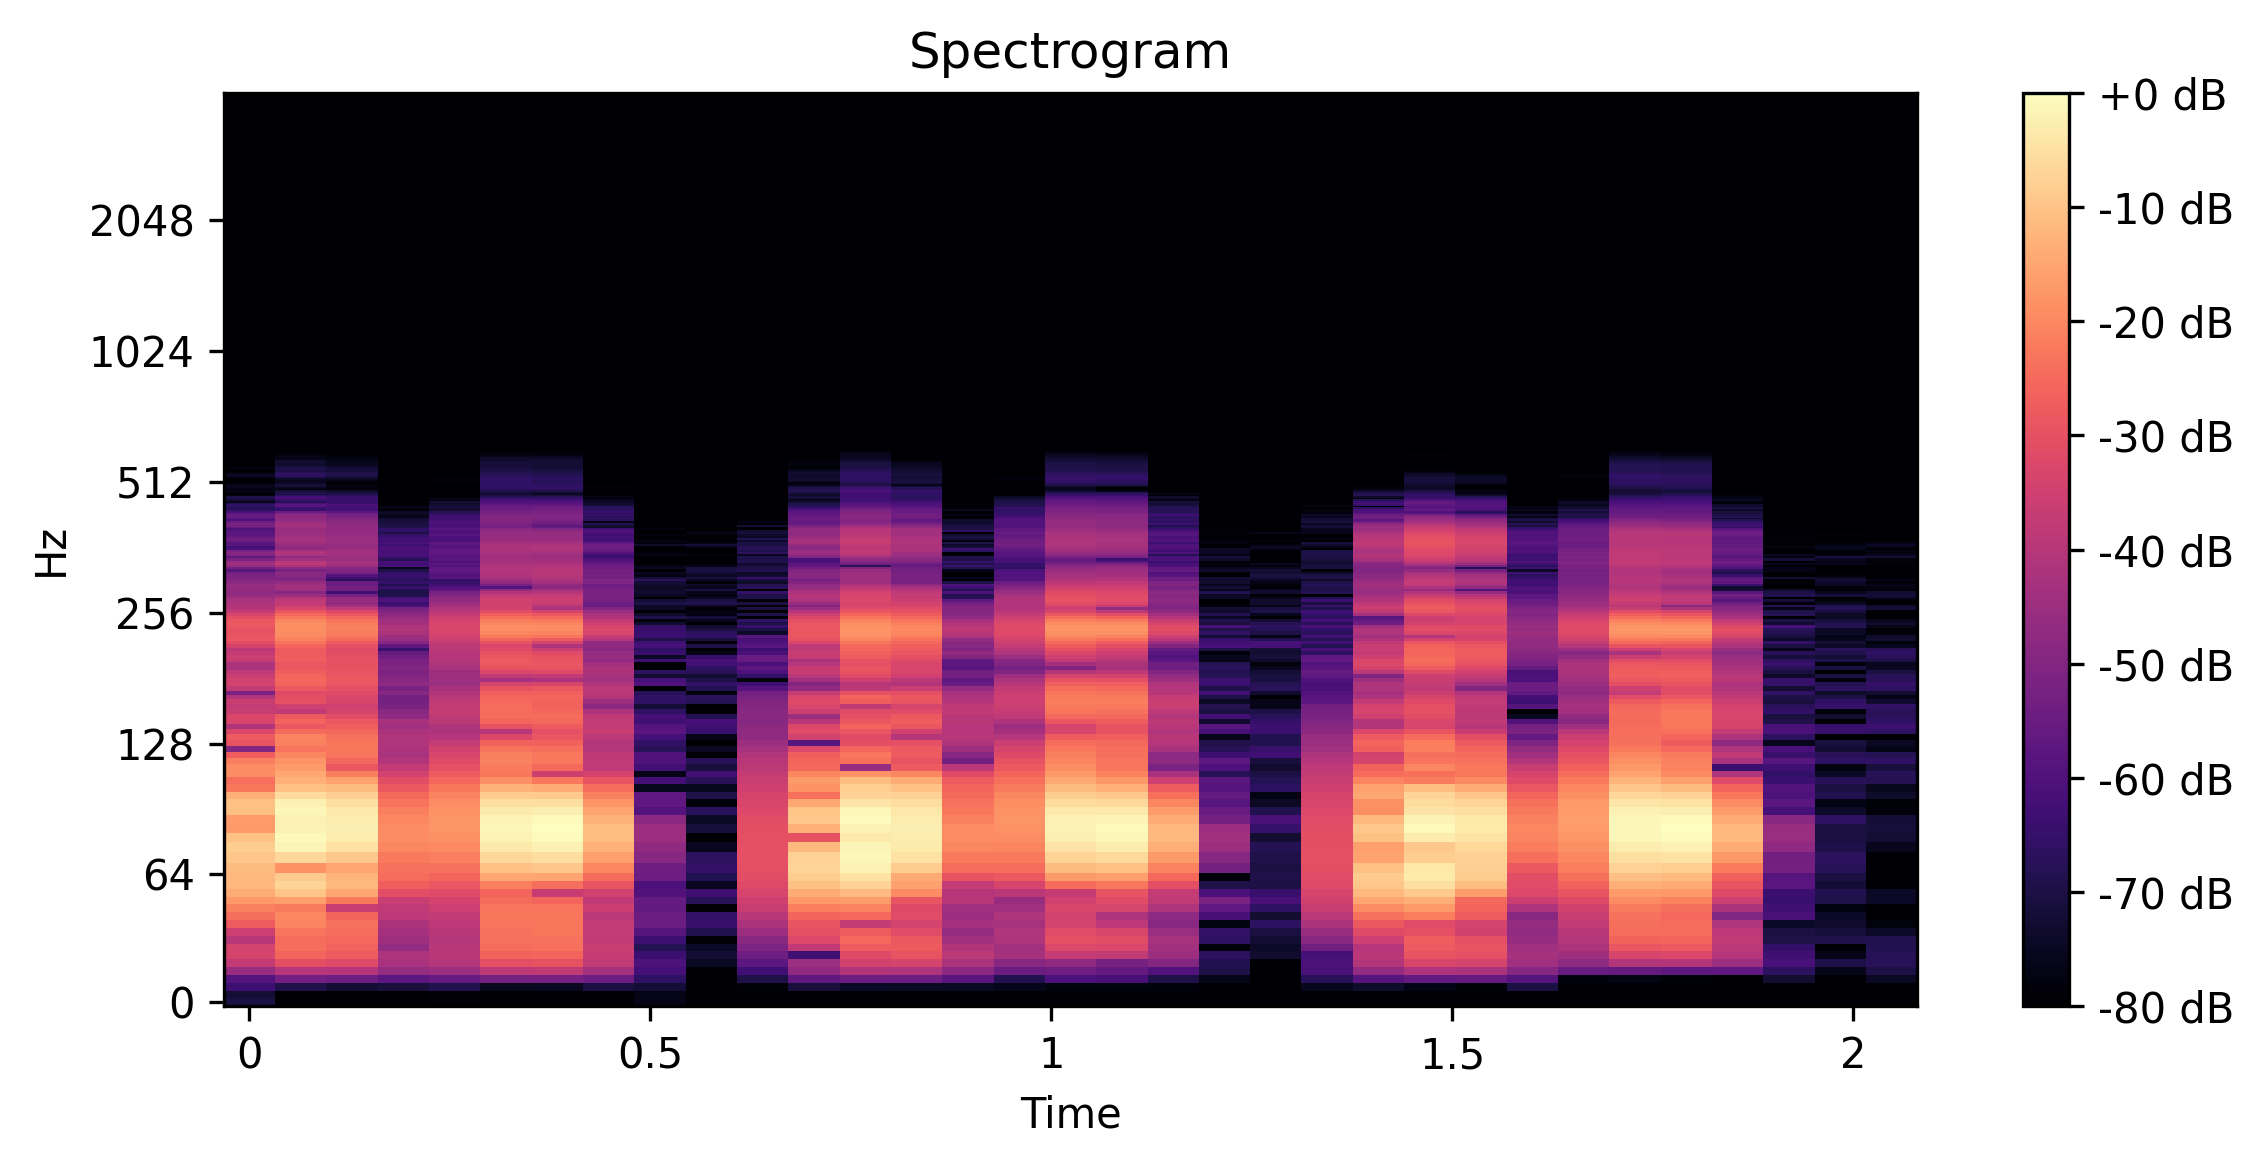 Spectrogram
Hz
2048
1024
512
256
128
64
0
0 0.5 1 1.5 2
Time
+0 dB
-10 dB
-20 dB
-30 dB
-40 dB
-50 dB
-60 dB
-70 dB
-80 dB